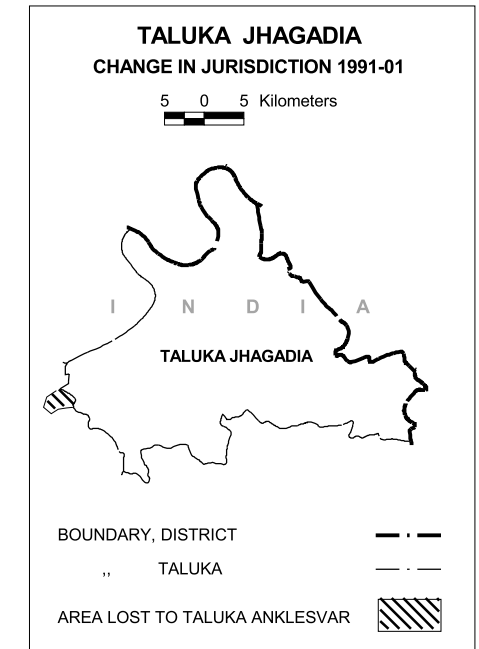 TALUKA JHAGADIA
CHANGE IN JURISDICTION 1991-01
5 0 5 Kilometers
I N D I A
TALUKA JHAGADIA
BOUNDARY, DISTRICT
,, TALUKA
AREA LOST TO TALUKA ANKLESVAR